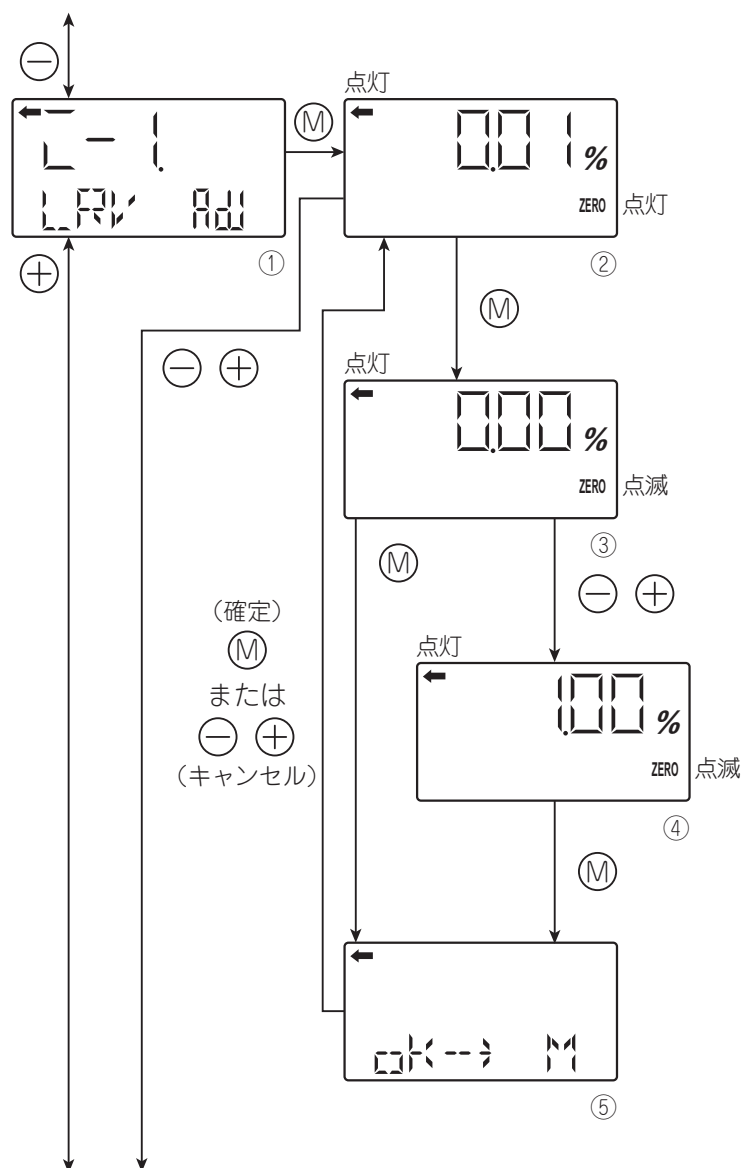 ⊖
点灯
← Ē-1.
Ⓜ
← 0.01 %
LRV Adj
ZERO 点灯
⊕
①
②
Ⓜ
点灯
⊖ ⊕
← 0.00 %
ZERO 点滅
③
Ⓜ
⊖ ⊕
(確定)
Ⓜ
または
⊖ ⊕
(キャンセル)
点灯
← 1.00 %
ZERO 点滅
④
Ⓜ
←
oK--> M
⑤